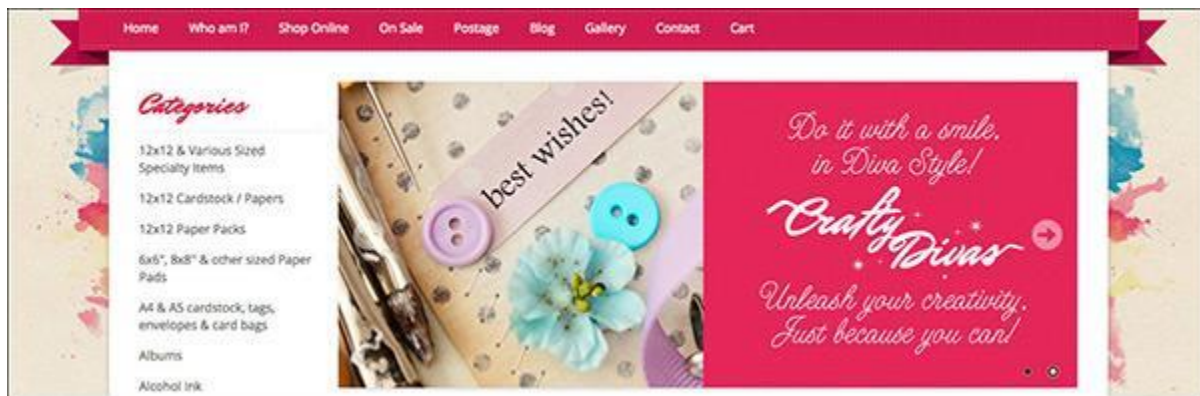 Home Who am I? Shop Online On Sale Postage Blog Gallery Contact Cart
Categories
12x12 & Various Sized
Specialty Items
12x12 Cardstock / Papers
12x12 Paper Packs
6x6", 8x8" & other sized Paper
Pads
A4 & A5 cardstock, tags,
envelopes & card bags
Albums
Alcohol Ink
best wishes!
Do it with a smile,
in Diva Style!
Crafty
Divas
Unleash your creativity,
Just because you can!